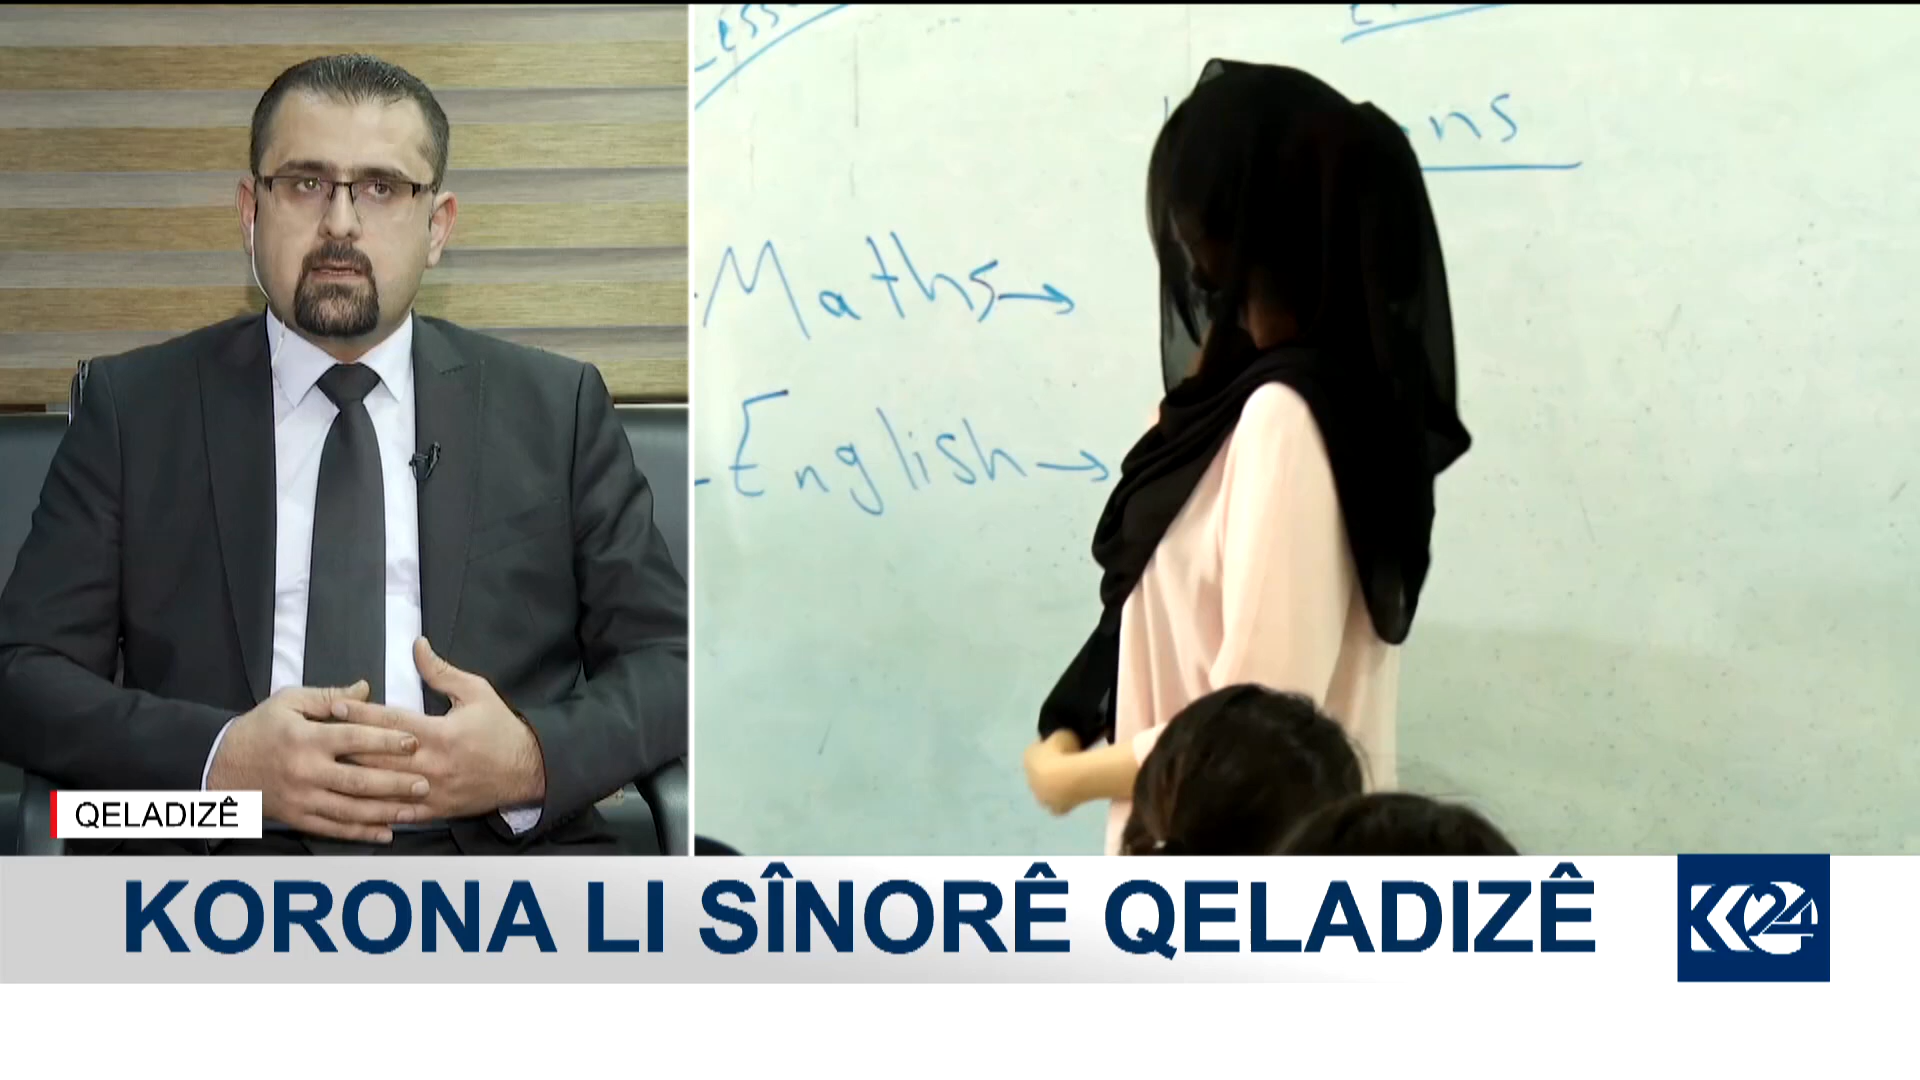 Maths→
English→
QELADIZÊ
KORONA LI SÎNORÊ QELADIZÊ
K24